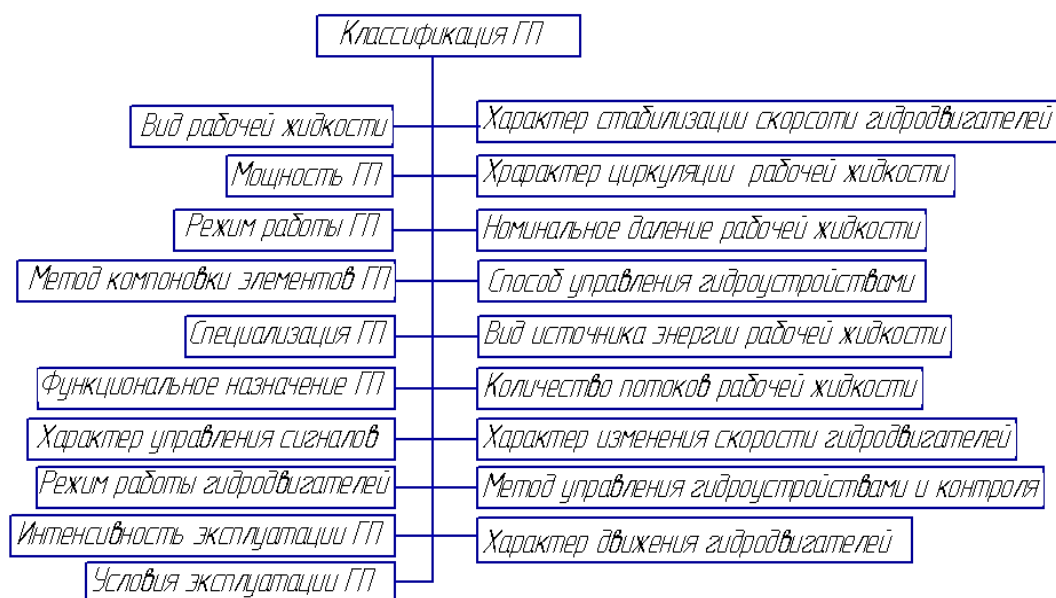 Классификация ГП
Вид рабочей жидкости
Характер стабилизации скорсоти гидродвигателей
Мощность ГП
Храрактер циркуляции рабочей жидкости
Режим работы ГП
Номинальное даление рабочей жидкости
Метод компоновки элементов ГП
Способ управления гидроустройствами
Специализация ГП
Вид источника энергии рабочей жидкости
Функциональное назначение ГП
Количество потоков рабочей жидкости
Характер управления сигналов
Характер изменения скорости гидродвигателей
Режим работы гидродвигателей
Метод управления гидроустройствами и контроля
Интенсивность эксплуатации ГП
Характер движения гидродвигателей
Условия эксплуатации ГП